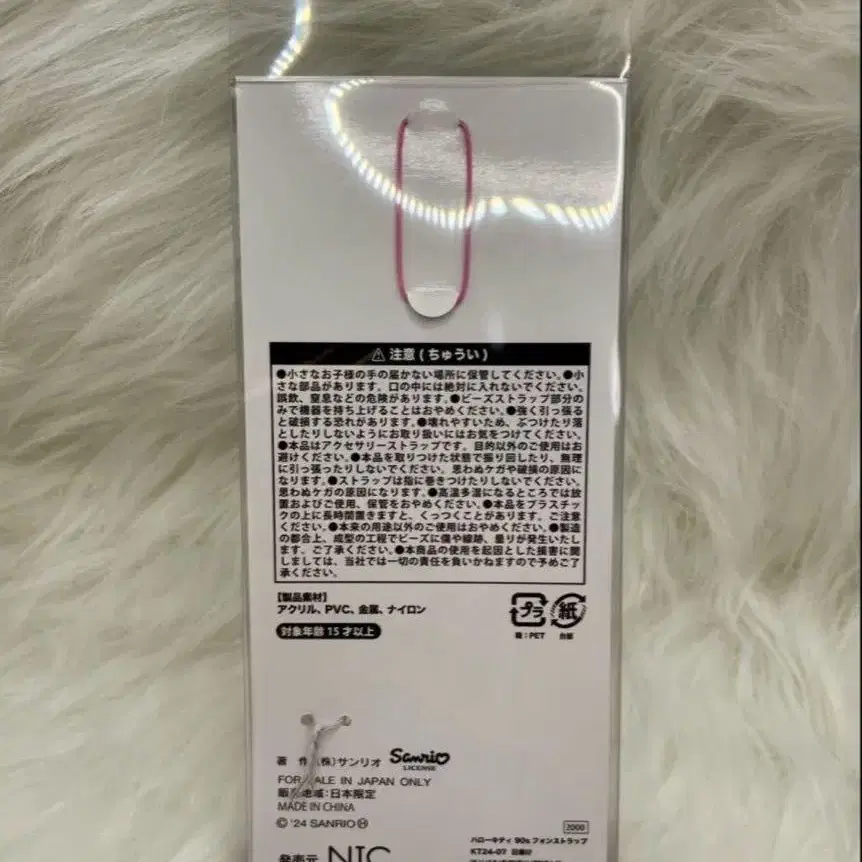 ⚠ 注意 ( ちゅうい )
●小さなお子様の手の届かない場所に保管してください。●小
さな部品があります。口の中には絶対に入れないでください。
誤飲、窒息などの危険があります。●ビーズストラップ部分の
みで機器を持ち上げることはおやめください。●強く引っ張る
と破損する恐れがあります。●壊れやすいため、ぶつけたり落
としたりしないようにお取り扱いにはお気をつけてください。
●本品はアクセサリーストラップです。目的以外のご使用はお
避けください。●本品を取りつけた状態で振り回したり、無理
に引っ張ったりしないでください。思わぬケガや破損の原因に
なります。●ストラップは指に巻きつけたりしないでください。
思わぬケガの原因になります。●高温多湿になるところでは放
置およびご使用、保管をおやめください。●本品をプラスチッ
クの上に長時間置きますと、くっつくことがあります。ご注意
ください。●本来の用途以外のご使用はおやめください。●製造
の都合上、成型の工程でビーズに傷や線跡、曇りが発生いたし
ます。ご了承ください。●本商品の使用を起因とした損害に関
しましては、当社では一切の責任を負いかねますので予めご了
承ください。
【製品素材】
アクリル、PVC、金属、ナイロン
対象年齢 15 才以上
プラ 紙
箱：PET 台紙
著 作 (株)サンリオ Sanrio
LICENSE
FOR SALE IN JAPAN ONLY
販売地域：日本限定
MADE IN CHINA
© '24 SANRIO Ⓗ
2000
ハローキティ 90s フォンストラップ
KT24-07
発売元 NIC